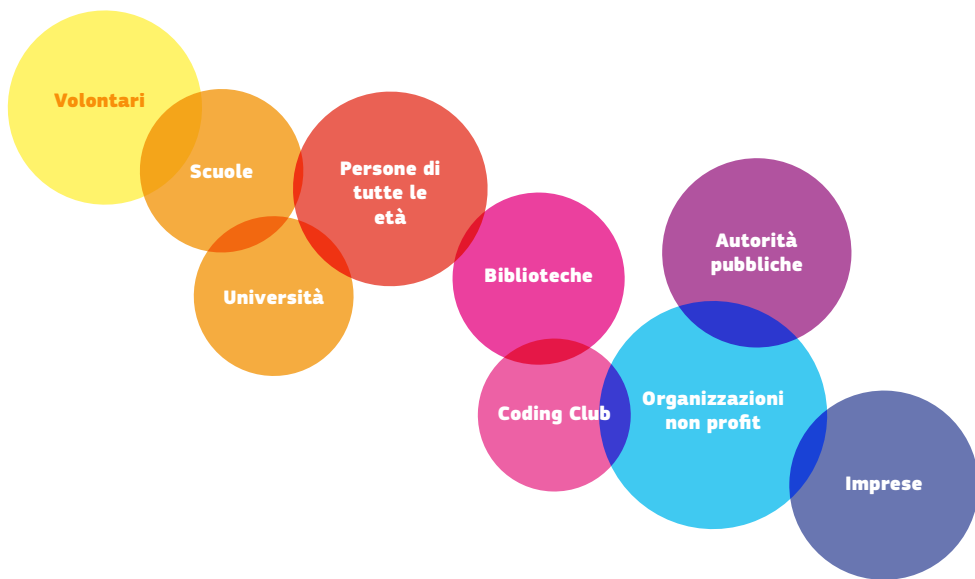 Volontari
Scuole
Persone di
tutte le
età
Università
Biblioteche
Autorità
pubbliche
Coding Club
Organizzazioni
non profit
Imprese